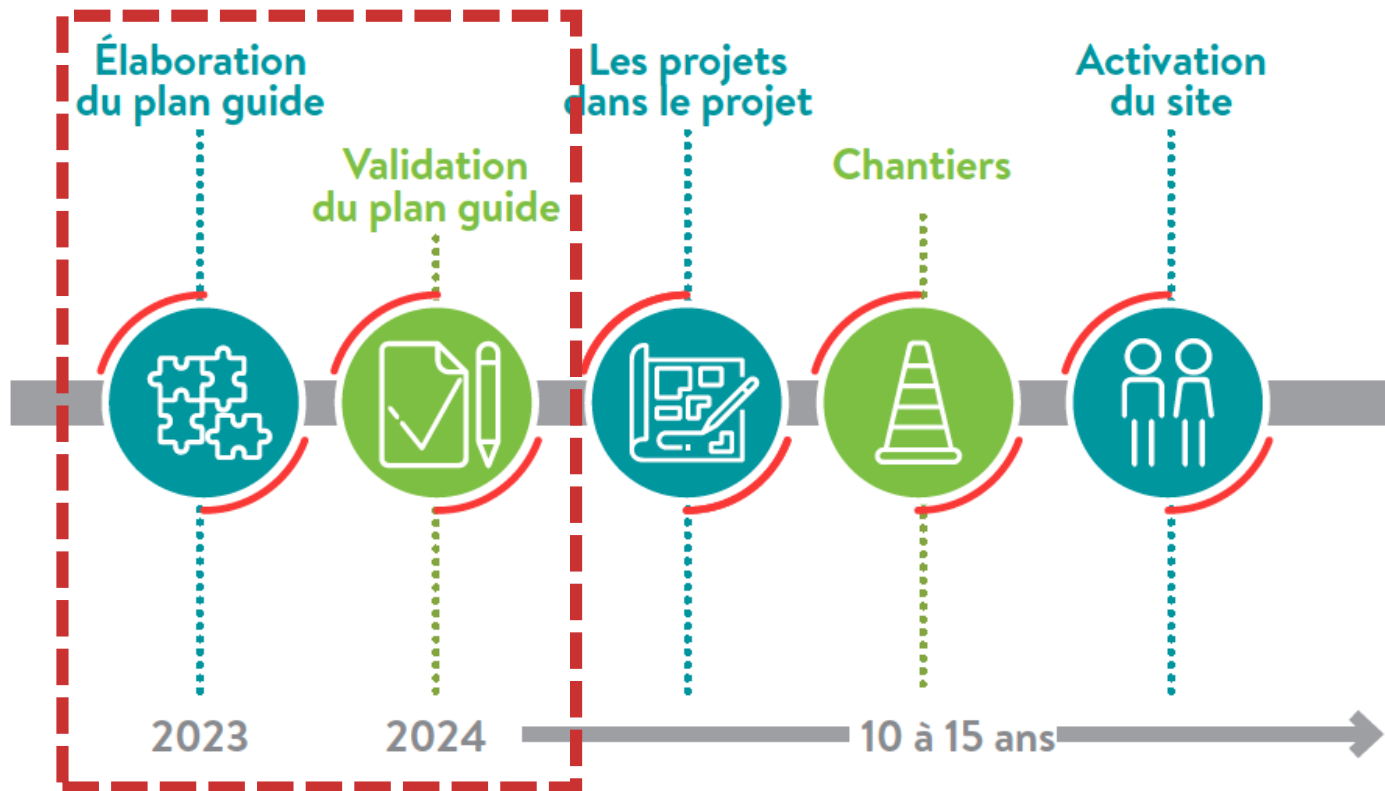 Élaboration
du plan guide
Validation
du plan guide
Les projets
dans le projet
Chantiers
Activation
du site
2023
2024
10 à 15 ans